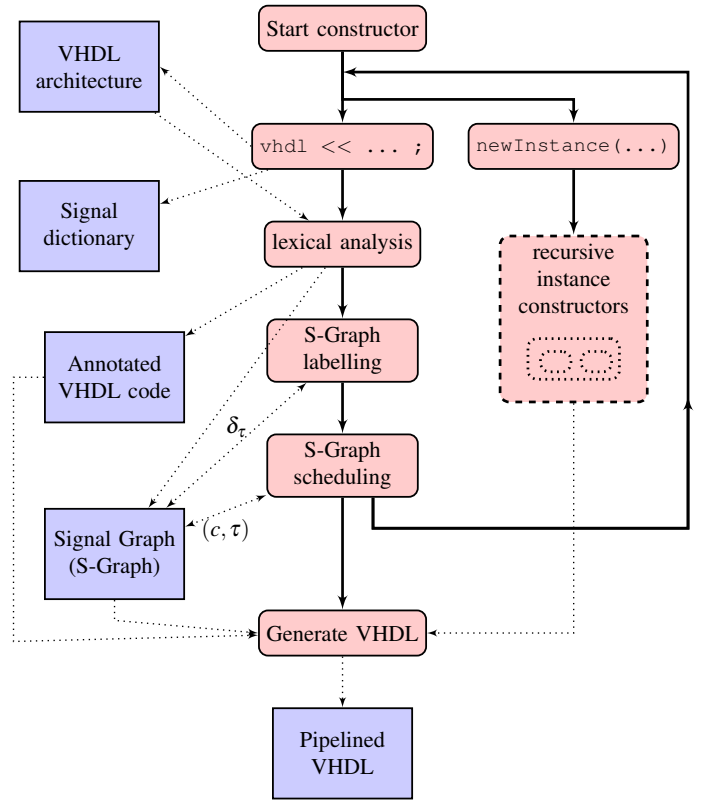 Start constructor
VHDL
architecture
vhdl << ... ;
newInstance(...)
Signal
dictionary
lexical analysis
recursive
instance
constructors
S-Graph
labelling
Annotated
VHDL code
δτ
S-Graph
scheduling
(c, τ)
Signal Graph
(S-Graph)
Generate VHDL
Pipelined
VHDL